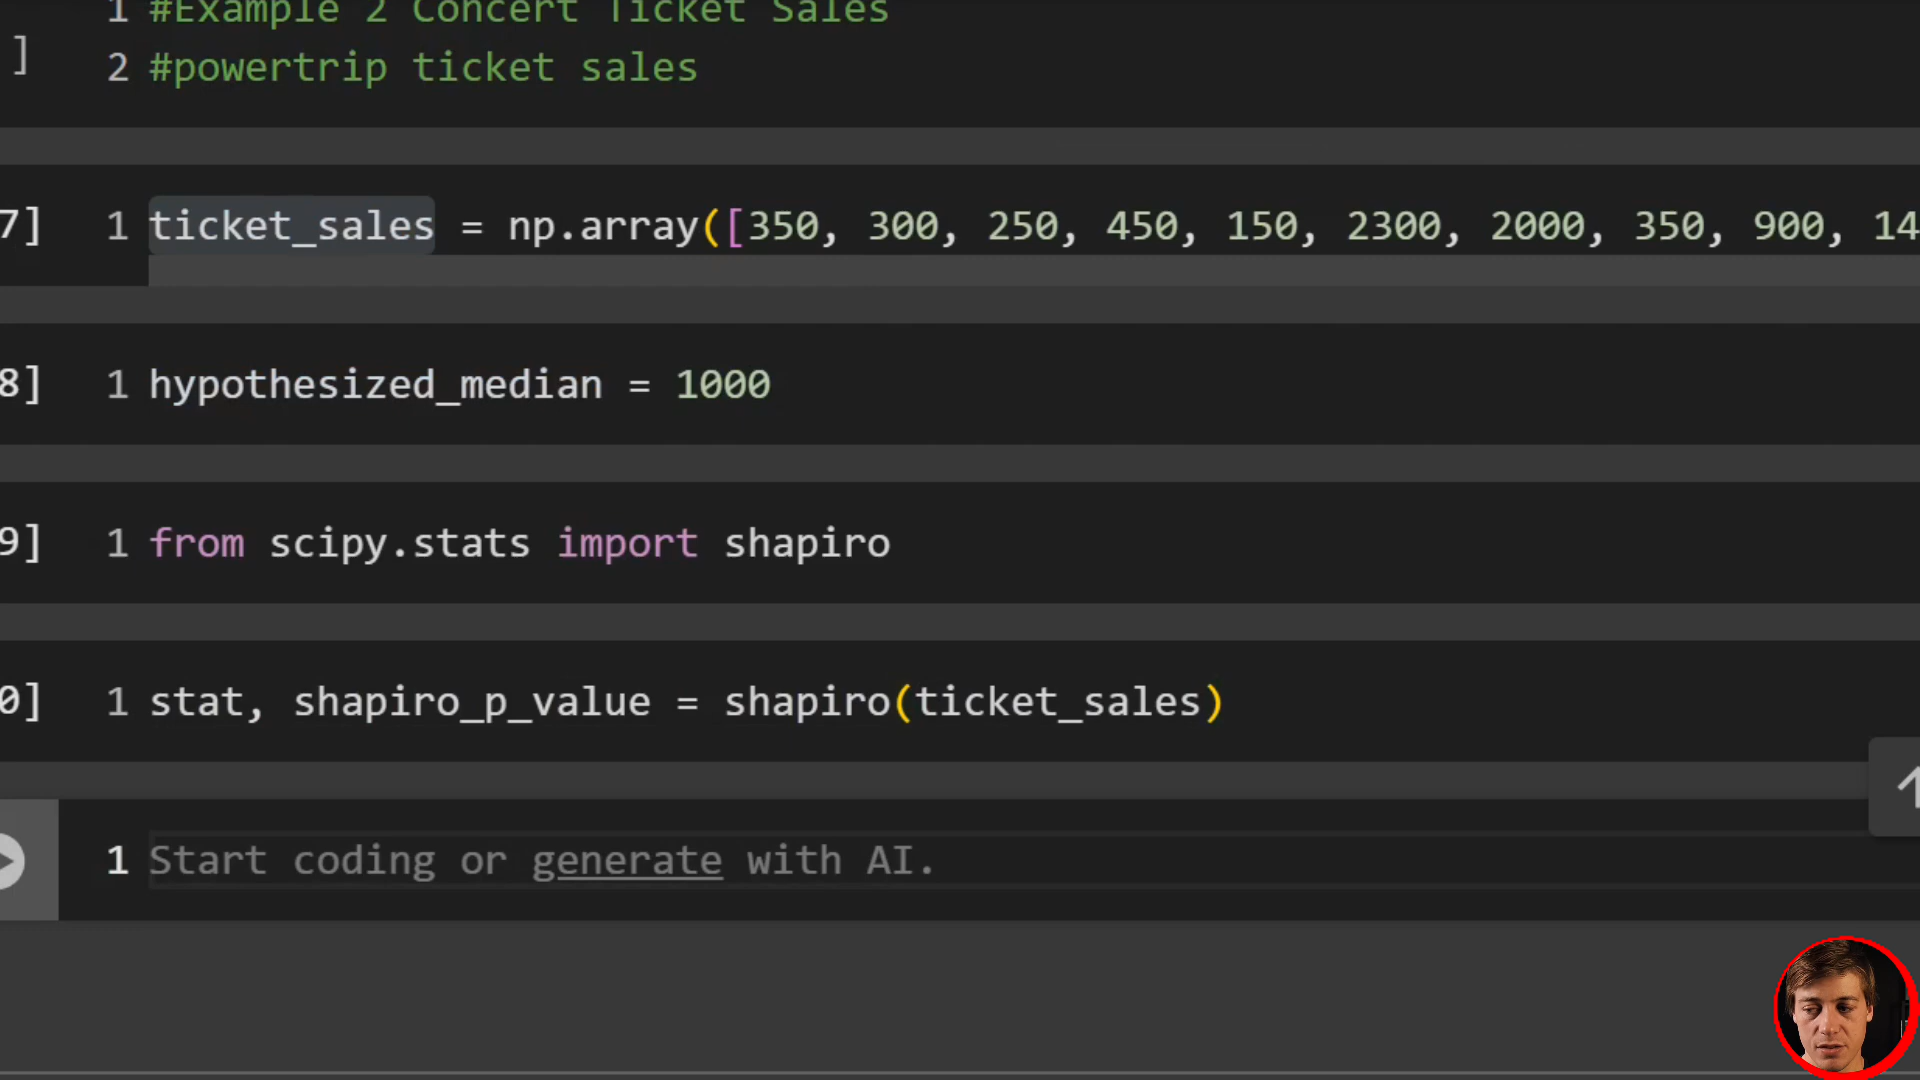 1 #Example 2 Concert Ticket Sales
] 2 #powertrip ticket sales
7] 1 ticket_sales = np.array([350, 300, 250, 450, 150, 2300, 2000, 350, 900, 14
8] 1 hypothesized_median = 1000
9] 1 from scipy.stats import shapiro
0] 1 stat, shapiro_p_value = shapiro(ticket_sales)
1 Start coding or generate with AI.